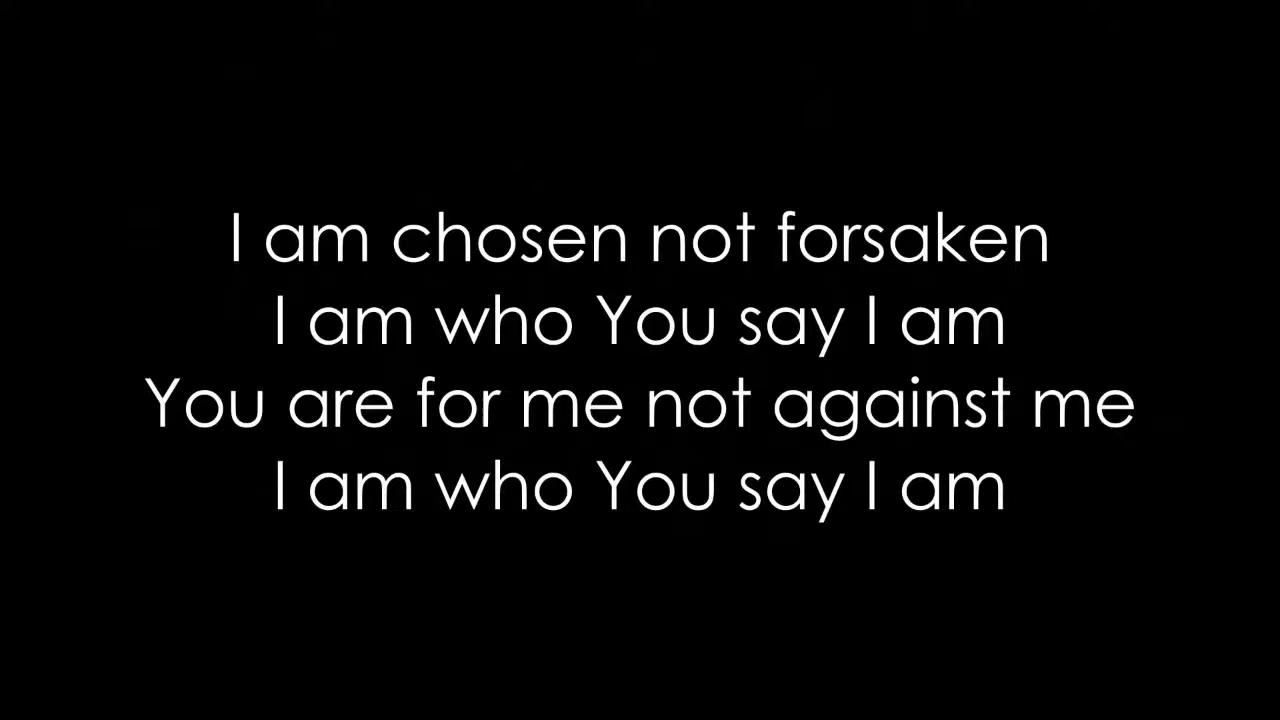 I am chosen not forsaken
I am who You say I am
You are for me not against me
I am who You say I am